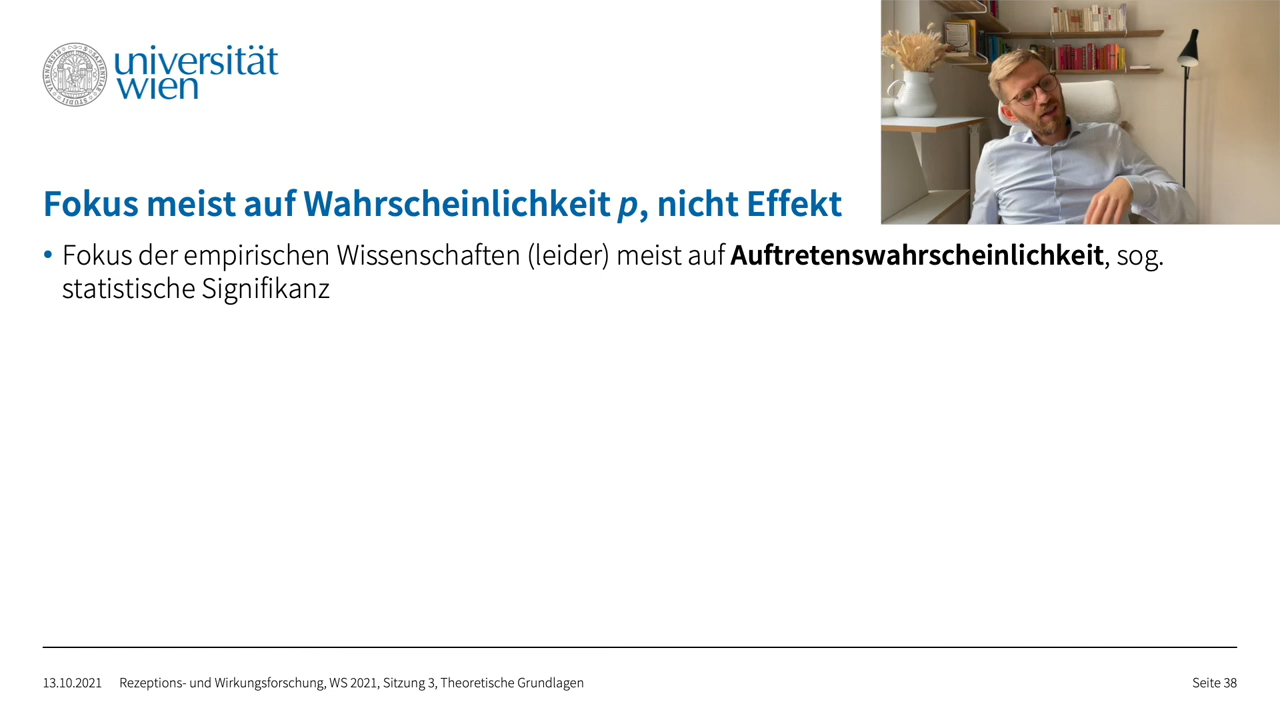 universität
wien
Fokus meist auf Wahrscheinlichkeit p, nicht Effekt
• Fokus der empirischen Wissenschaften (leider) meist auf Auftretenswahrscheinlichkeit, sog.
statistische Signifikanz
13.10.2021 Rezeptions- und Wirkungsforschung, WS 2021, Sitzung 3, Theoretische Grundlagen Seite 38